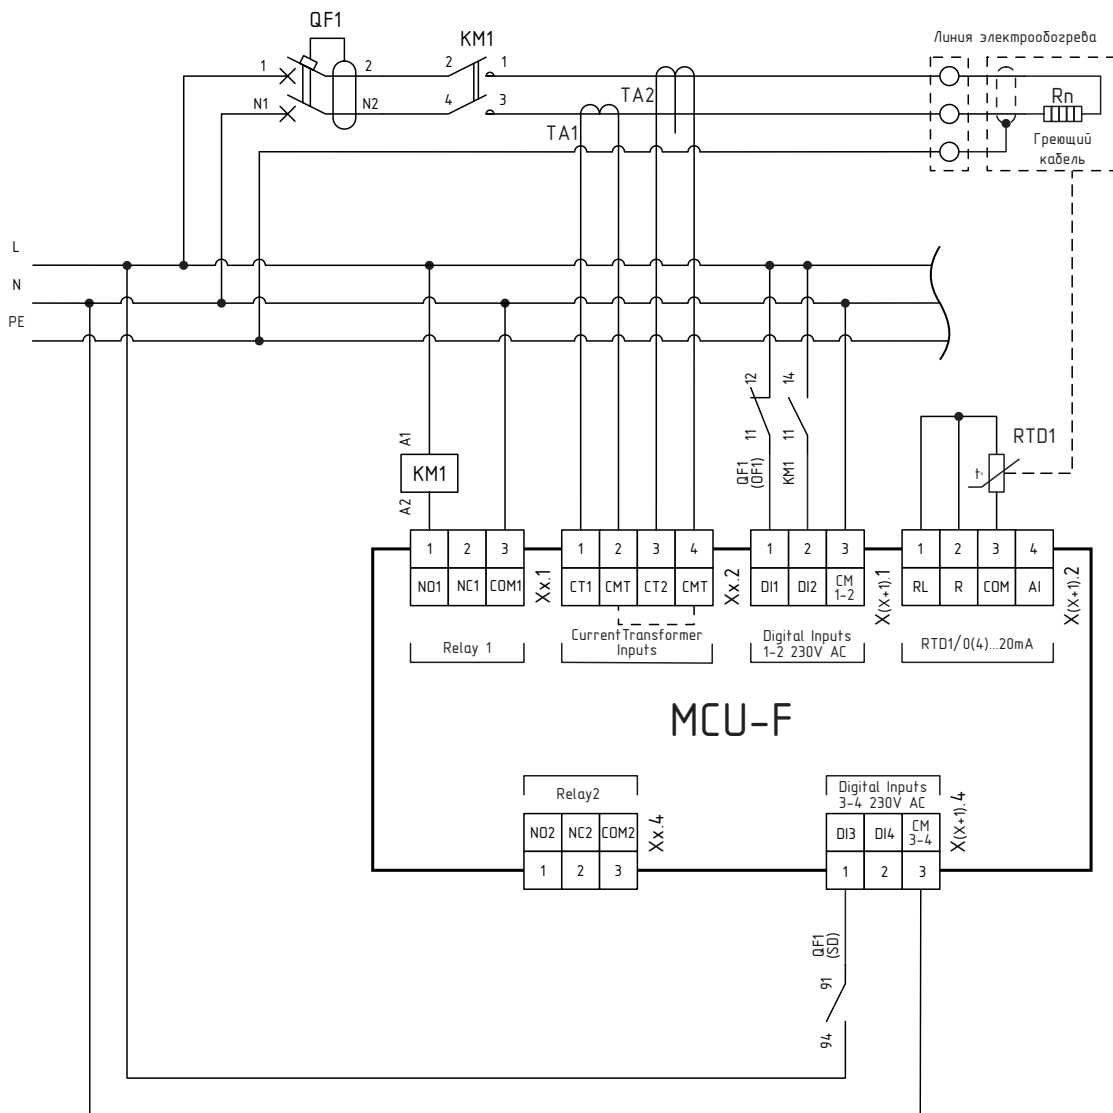 QF1
KM1
Линия электрообогрева
1
2
2
1
N1
N2
4
3
TA2
TA1
Rn
Греющий
кабель
L
N
PE
12
14
11
11
QF1
(OF1)
KM1
A1
KM1
A2
RTD1
t°
1 2 3
NO1 NC1 COM1
Xx.1
Relay 1
1 2 3 4
CT1 CMT CT2 CMT
Xx.2
CurrentTransformer
Inputs
1 2 3
DI1 DI2 CM
1-2
X(x+1).1
Digital Inputs
1-2 230V AC
1 2 3 4
RL R COM AI
X(x+1).2
RTD1/0(4)...20mA
MCU-F
Relay2
NO2 NC2 COM2
1 2 3
Xx.4
Digital Inputs
3-4 230V AC
DI3 DI4 CM
3-4
1 2 3
X(x+1).4
QF1
(SD)
91
94